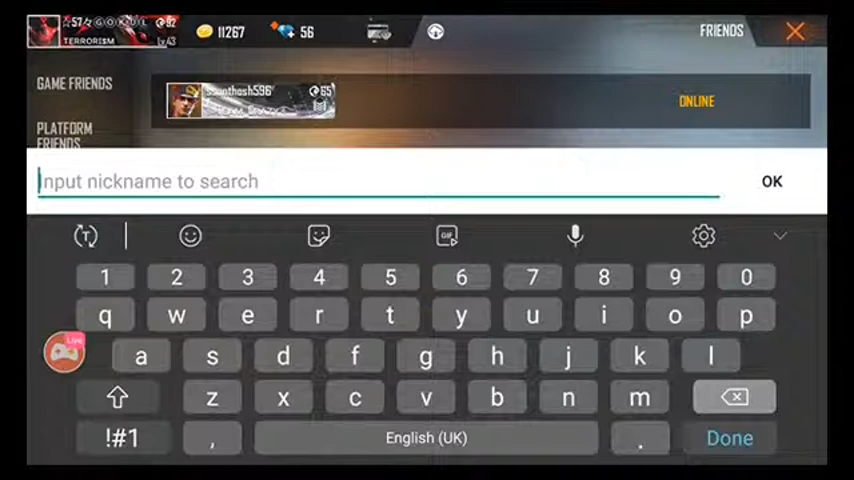 TERRORISM
Lv.43
11267
56
FRIENDS
GAME FRIENDS
65
ONLINE
PLATFORM
FRIENDS
Input nickname to search
OK
T
GIF
1 2 3 4 5 6 7 8 9 0
q w e r t y u i o p
Live
a s d f g h j k l
z x c v b n m
!#1 , English (UK) . Done